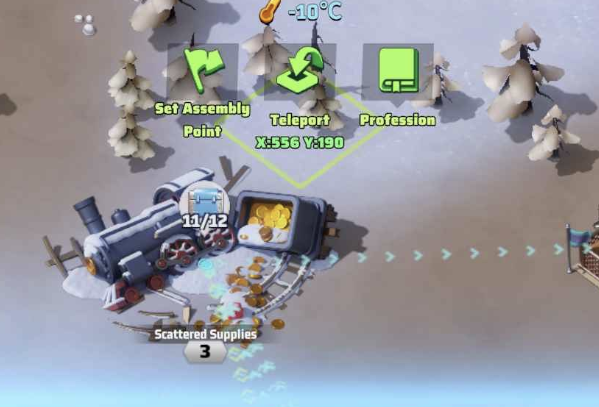 -10°C
Set Assembly
Point
Teleport
Profession
X:556 Y:190
11/12
Scattered Supplies
3